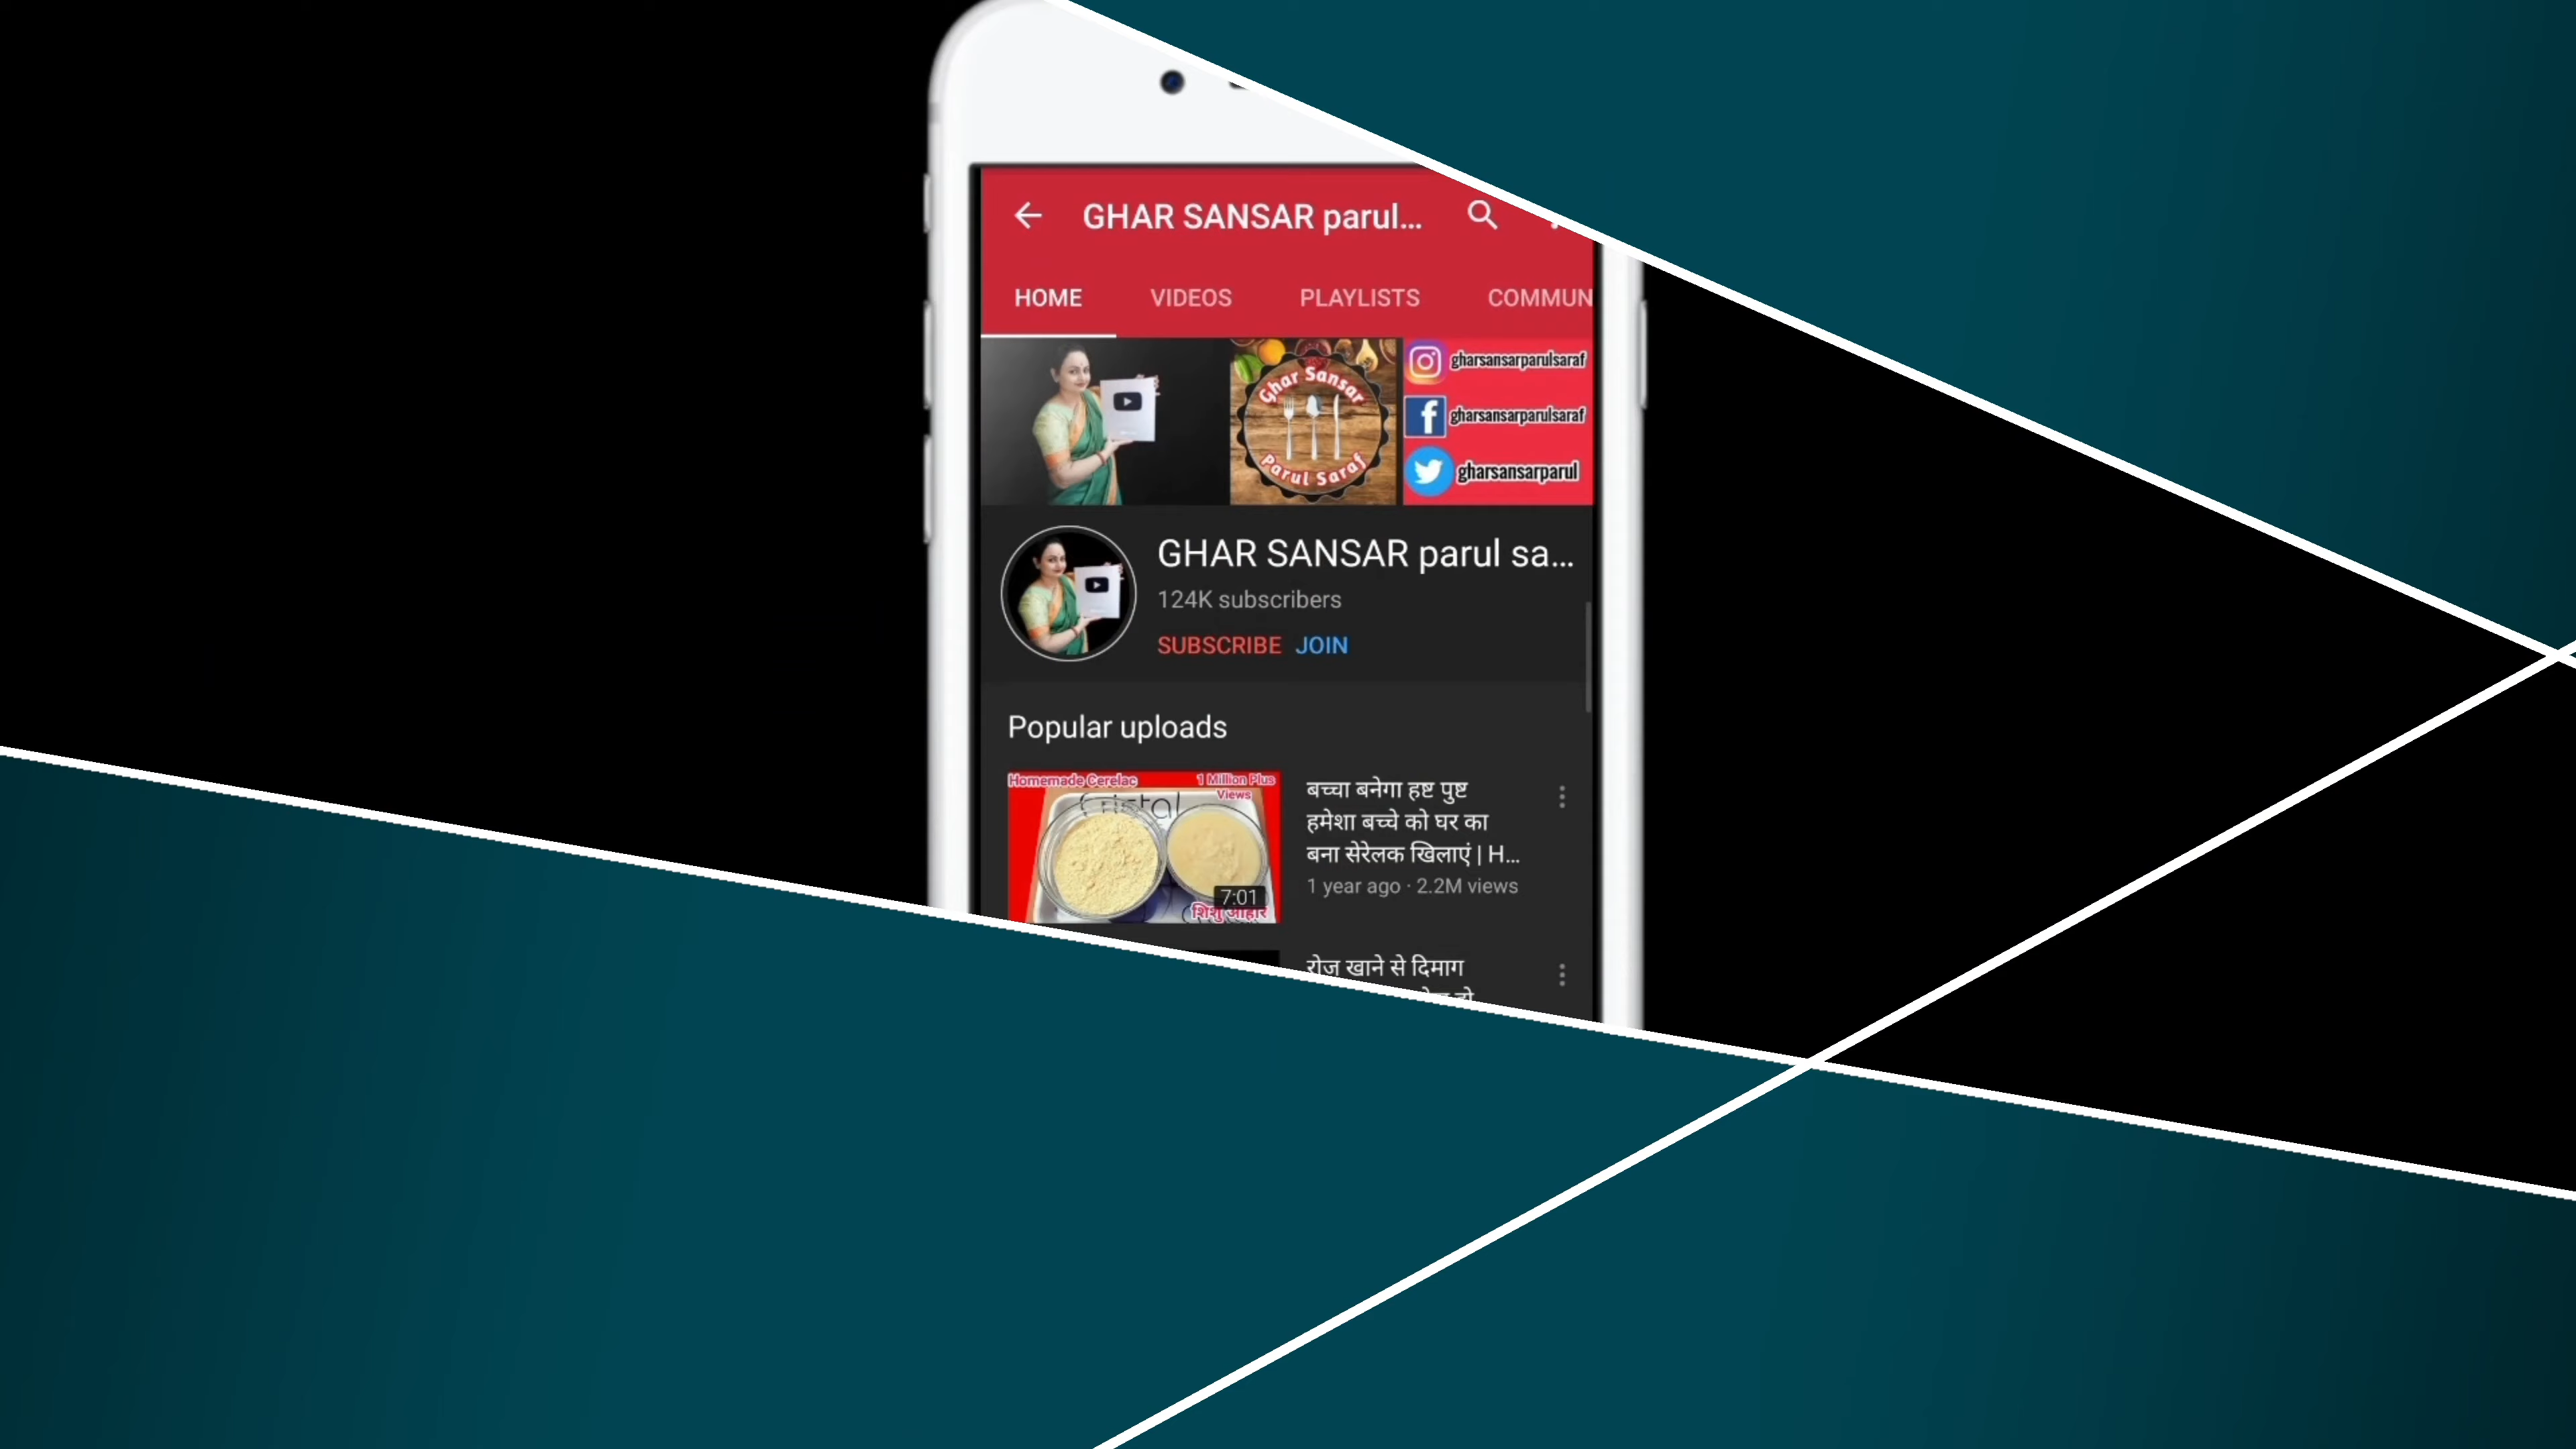 GHAR SANSAR parul...
HOME VIDEOS PLAYLISTS COMMUN
Ghar Sansar
Parul Saraf
gharsansarparulsaraf
gharsansarparulsaraf
gharsansarparul
GHAR SANSAR parul sa...
124K subscribers
SUBSCRIBE JOIN
Popular uploads
Homemade Cerelac 1 Million Plus
Views
Cristal
7:01
शिशु आहार
बच्चा बनेगा हृष्ट पुष्ट
हमेशा बच्चे को घर का
बना सेरेलक खिलाएं | H...
1 year ago · 2.2M views
रोज खाने से दिमाग